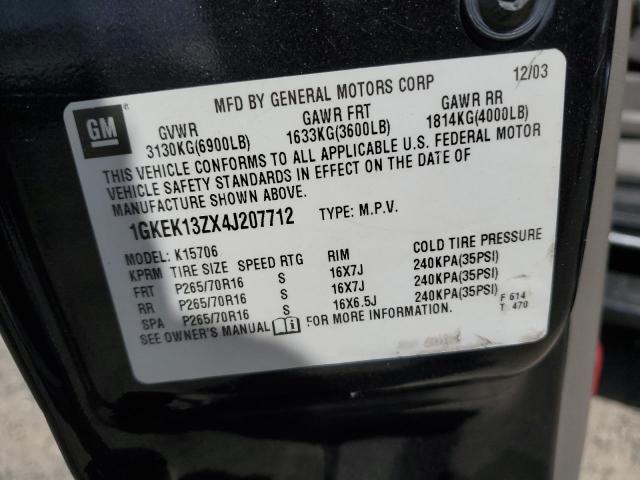 MFD BY GENERAL MOTORS CORP 12/03
GM
GVWR GAWR FRT GAWR RR
3130KG(6900LB) 1633KG(3600LB) 1814KG(4000LB)
THIS VEHICLE CONFORMS TO ALL APPLICABLE U.S. FEDERAL MOTOR
VEHICLE SAFETY STANDARDS IN EFFECT ON THE DATE OF
MANUFACTURE SHOWN ABOVE.
1GKEK13ZX4J207712 TYPE: M.P.V.
MODEL: K15706
KPRM TIRE SIZE SPEED RTG RIM COLD TIRE PRESSURE
FRT P265/70R16 S 16X7J 240KPA(35PSI)
RR P265/70R16 S 16X7J 240KPA(35PSI)
SPA P265/70R16 S 16X6.5J 240KPA(35PSI)
SEE OWNER'S MANUAL FOR MORE INFORMATION.
F 614
T 470